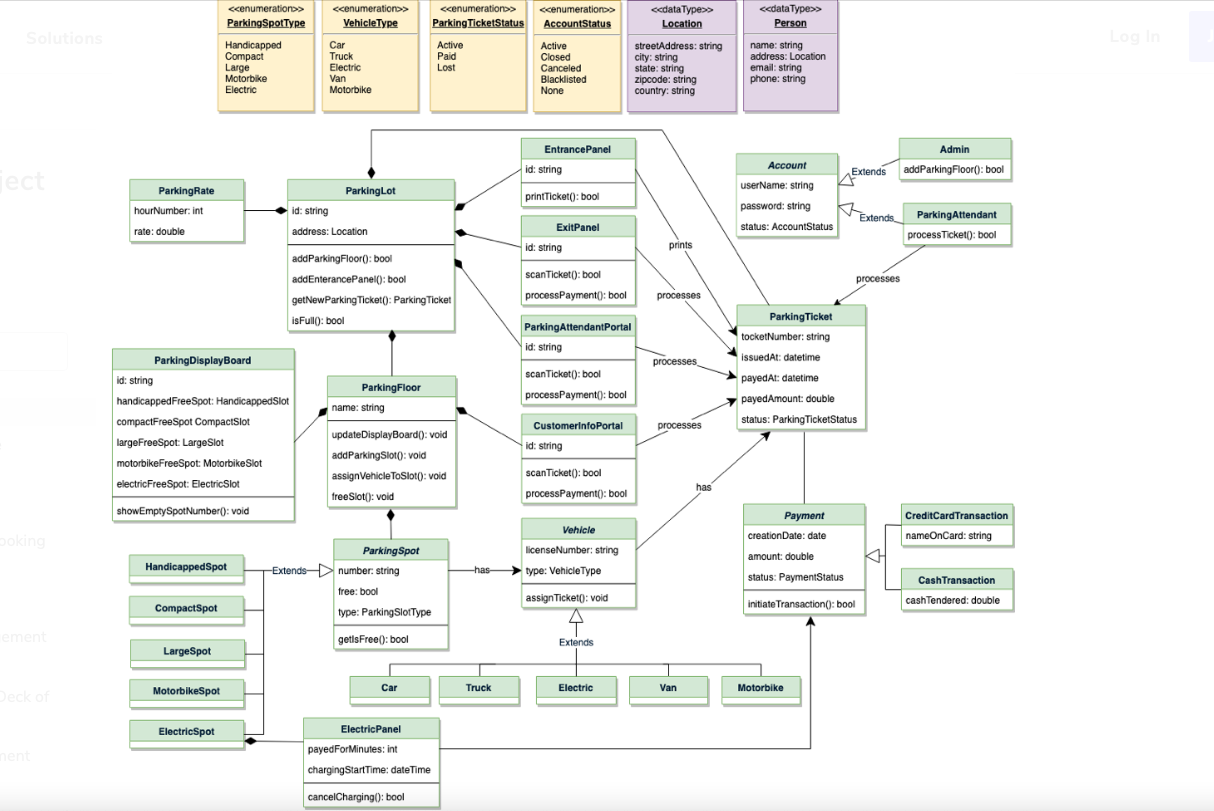 <<enumeration>>
ParkingSpotType
Handicapped
Compact
Large
Motorbike
Electric
<<enumeration>>
VehicleType
Car
Truck
Electric
Van
Motorbike
<<enumeration>>
ParkingTicketStatus
Active
Paid
Lost
<<enumeration>>
AccountStatus
Active
Closed
Canceled
Blacklisted
None
<<dataType>>
Location
streetAddress: string
city: string
state: string
zipcode: string
country: string
<<dataType>>
Person
name: string
address: Location
email: string
phone: string
Solutions
Log In
ject
ParkingRate
hourNumber: int
rate: double
ParkingLot
id: string
address: Location
addParkingFloor(): bool
addEnterancePanel(): bool
getNewParkingTicket(): ParkingTicket
isFull(): bool
EntrancePanel
id: string
printTicket(): bool
ExitPanel
id: string
scanTicket(): bool
processPayment(): bool
ParkingAttendantPortal
id: string
scanTicket(): bool
processPayment(): bool
CustomerInfoPortal
id: string
scanTicket(): bool
processPayment(): bool
prints
processes
processes
processes
Account
userName: string
password: string
status: AccountStatus
Extends
Extends
Admin
addParkingFloor(): bool
ParkingAttendant
processTicket(): bool
processes
ParkingTicket
tocketNumber: string
issuedAt: datetime
payedAt: datetime
payedAmount: double
status: ParkingTicketStatus
ParkingDisplayBoard
id: string
handicappedFreeSpot: HandicappedSlot
compactFreeSpot CompactSlot
largeFreeSpot: LargeSlot
motorbikeFreeSpot: MotorbikeSlot
electricFreeSpot: ElectricSlot
showEmptySpotNumber(): void
ParkingFloor
name: string
updateDisplayBoard(): void
addParkingSlot(): void
assignVehicleToSlot(): void
freeSlot(): void
ParkingSpot
number: string
free: bool
type: ParkingSlotType
getIsFree(): bool
has
Vehicle
licenseNumber: string
type: VehicleType
assignTicket(): void
has
Payment
creationDate: date
amount: double
status: PaymentStatus
initiateTransaction(): bool
CreditCardTransaction
nameOnCard: string
CashTransaction
cashTendered: double
ooking
HandicappedSpot
Extends
CompactSpot
LargeSpot
MotorbikeSpot
ElectricSpot
ement
Deck of
ment
Extends
Car
Truck
Electric
Van
Motorbike
ElectricPanel
payedForMinutes: int
chargingStartTime: dateTime
cancelCharging(): bool